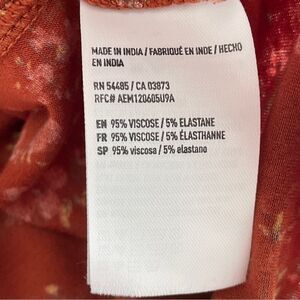 MADE IN INDIA / FABRIQUÉ EN INDE / HECHO
EN INDIA
RN 54485 / CA 03873
RFC# AEM120605U9A
EN 95% VISCOSE / 5% ELASTANE
FR 95% VISCOSE / 5% ÉLASTHANNE
SP 95% viscosa / 5% elastano